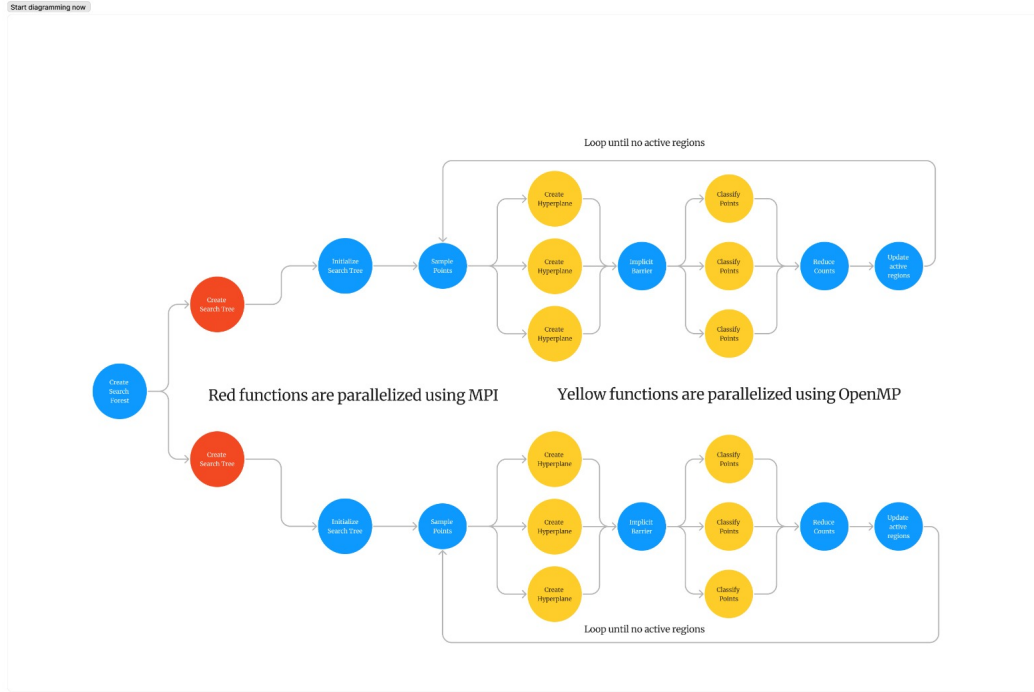 Start diagramming now
Loop until no active regions
Create
Hyperplane
Classify
Points
Initialize
Search Tree
Sample
Points
Create
Hyperplane
Implicit
Barrier
Classify
Points
Reduce
Counts
Update
active
regions
Create
Search Tree
Create
Hyperplane
Classify
Points
Create
Search
Forest
Red functions are parallelized using MPI
Yellow functions are parallelized using OpenMP
Create
Search Tree
Create
Hyperplane
Classify
Points
Initialize
Search Tree
Sample
Points
Create
Hyperplane
Implicit
Barrier
Classify
Points
Reduce
Counts
Update
active
regions
Create
Hyperplane
Classify
Points
Loop until no active regions